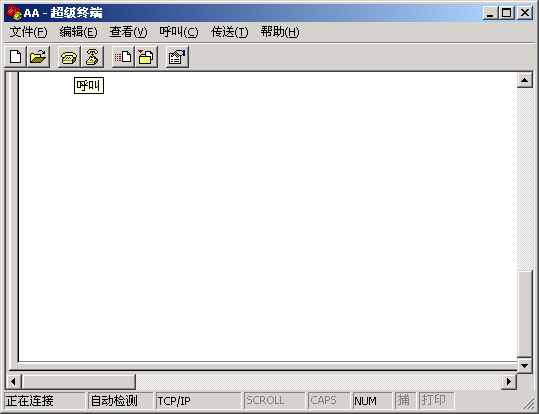 AA - 超级终端
文件(F) 编辑(E) 查看(V) 呼叫(C) 传送(T) 帮助(H)
呼叫
正在连接 自动检测 TCP/IP SCROLL CAPS NUM 捕 打印